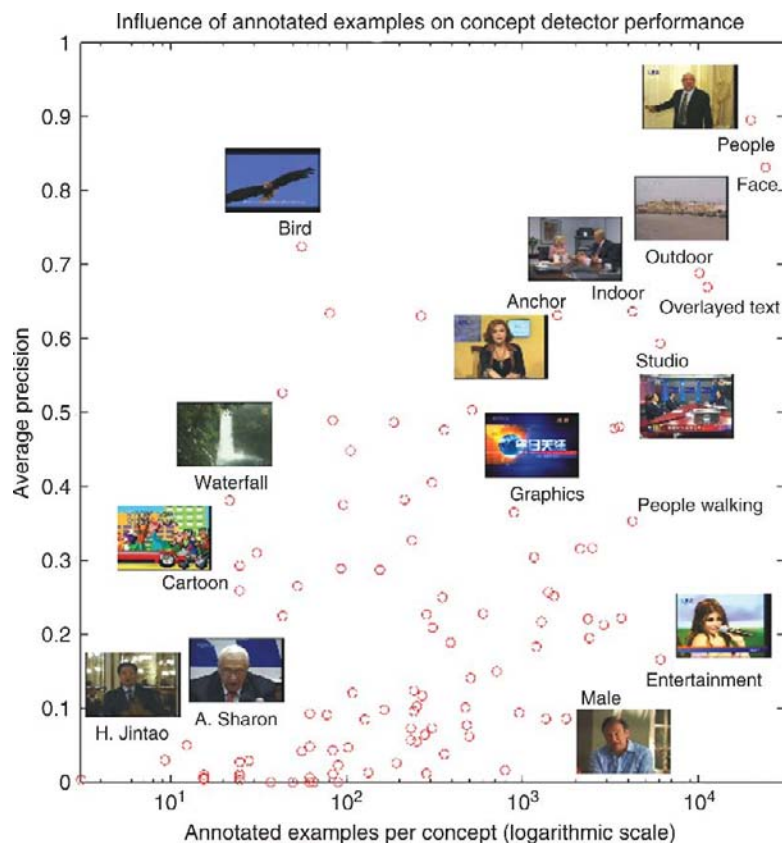 Influence of annotated examples on concept detector performance
1
0.9
0.8
0.7
0.6
0.5
0.4
0.3
0.2
0.1
0
Average precision
People
Face
Bird
Outdoor
Indoor
Anchor
Overlayed text
Studio
Waterfall
Graphics
People walking
Cartoon
Entertainment
A. Sharon
H. Jintao
Male
10¹
10²
10³
10⁴
Annotated examples per concept (logarithmic scale)